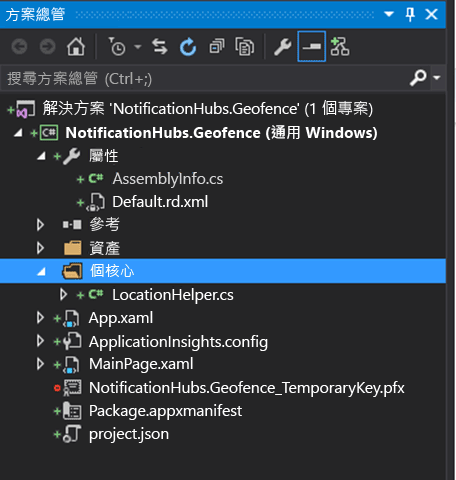 方案總管
搜尋方案總管 (Ctrl+;)
解決方案 'NotificationHubs.Geofence' (1 個專案)
NotificationHubs.Geofence (通用 Windows)
屬性
AssemblyInfo.cs
Default.rd.xml
參考
資產
個核心
LocationHelper.cs
App.xaml
ApplicationInsights.config
MainPage.xaml
NotificationHubs.Geofence_TemporaryKey.pfx
Package.appxmanifest
project.json